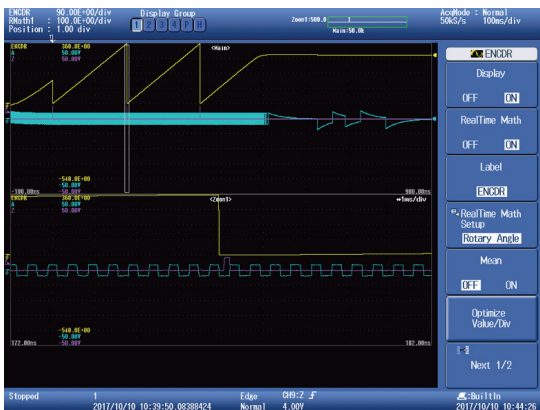 ENCDR 90.00E+00/div Display Group AcqMode : Normal
RMath1 : 100.0E+00/div 1 2 3 4 P H Zoom1:500.0 50kS/s 100ms/div
Position : 1.00 div Main:50.0k
ENCDR 360.0E+00 <Main>
A 50.00V
Z 50.00V
-540.0E+00
-50.00V
-100.00ms -50.00V 900.00ms
ENCDR 360.0E+00 <Zoom1> 1ms/div
A 50.00V
Z 50.00V
-540.0E+00
-50.00V
172.00ms -50.00V 182.00ms
ENCDR
Display
OFF ON
RealTime Math
OFF ON
Label
ENCDR
RealTime Math
Setup
Rotary Angle
Mean
OFF ON
Optimize
Value/Div
Next 1/2
Stopped 1 Edge CH9:Z :BuiltIn
2017/10/10 10:39:50.08388424 Normal 4.00V 2017/10/10 10:44:26